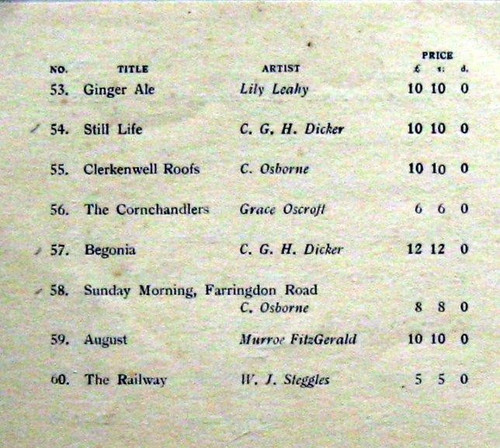 PRICE
NO. TITLE ARTIST £ s. d.
53. Ginger Ale Lily Leahy 10 10 0
54. Still Life C. G. H. Dicker 10 10 0
55. Clerkenwell Roofs C. Osborne 10 10 0
56. The Cornchandlers Grace Oscroft 6 6 0
57. Begonia C. G. H. Dicker 12 12 0
58. Sunday Morning, Farringdon Road
C. Osborne 8 8 0
59. August Murroe FitzGerald 10 10 0
60. The Railway W. J. Steggles 5 5 0